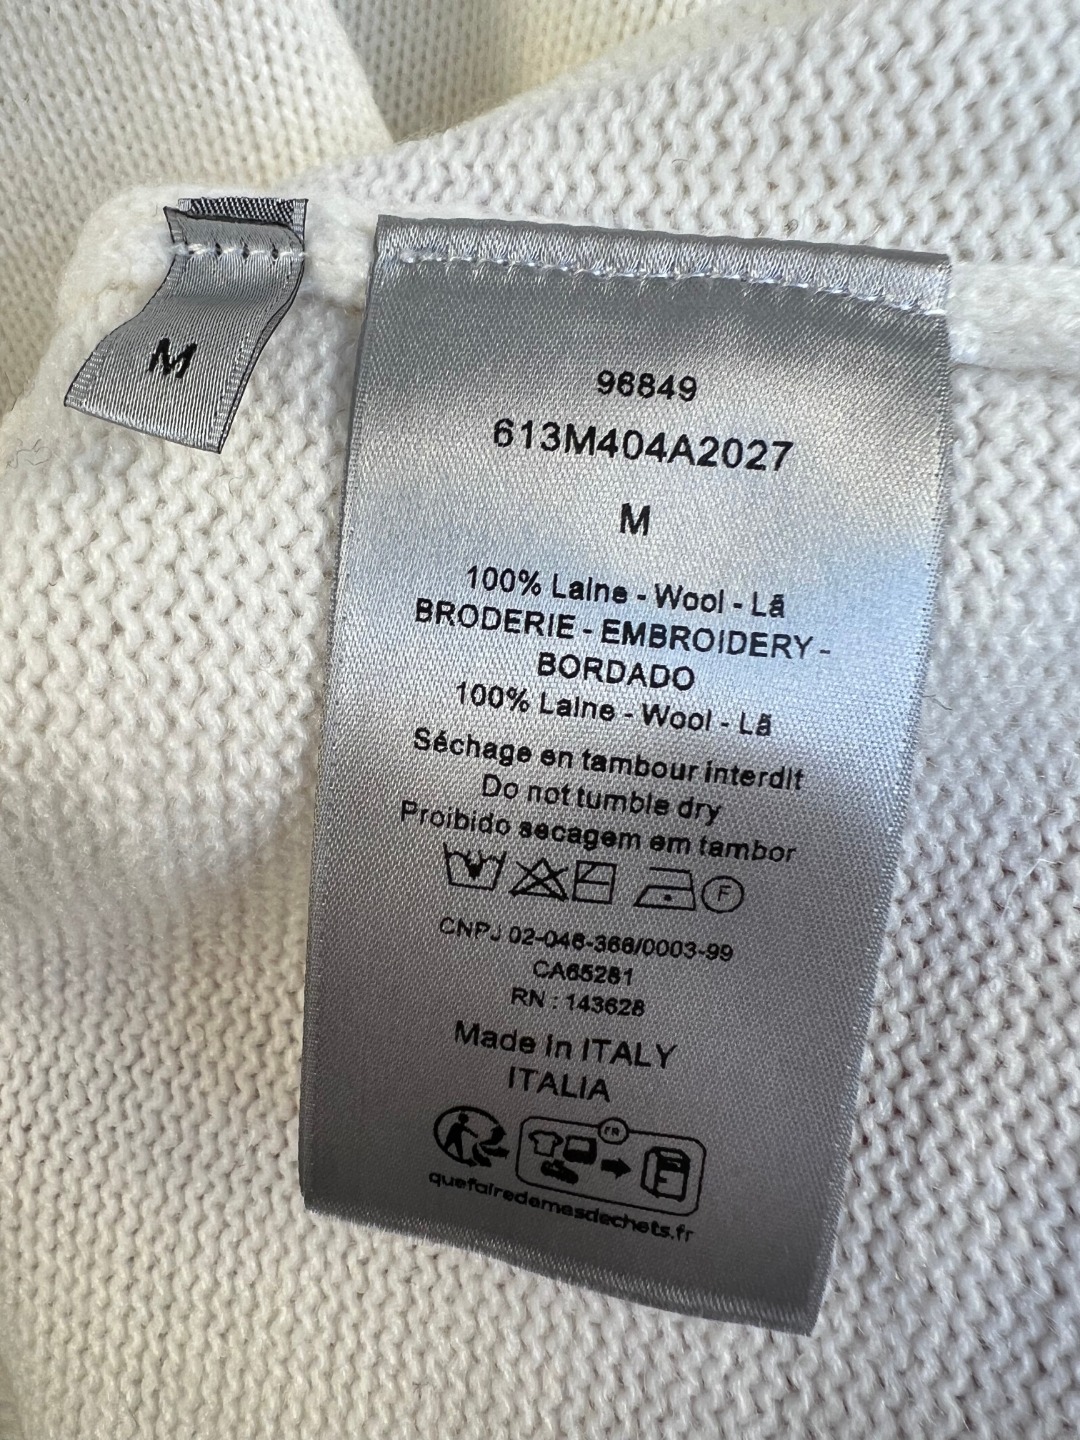 M
96849
613M404A2027
M
100% Laine - Wool - Lã
BRODERIE - EMBROIDERY -
BORDADO
100% Laine - Wool - Lã
Séchage en tambour interdit
Do not tumble dry
Proibido secagem em tambor
F
CNPJ 02-046-366/0003-99
CA65281
RN : 143628
Made in ITALY
ITALIA
FR
quefairedemesdechets.fr